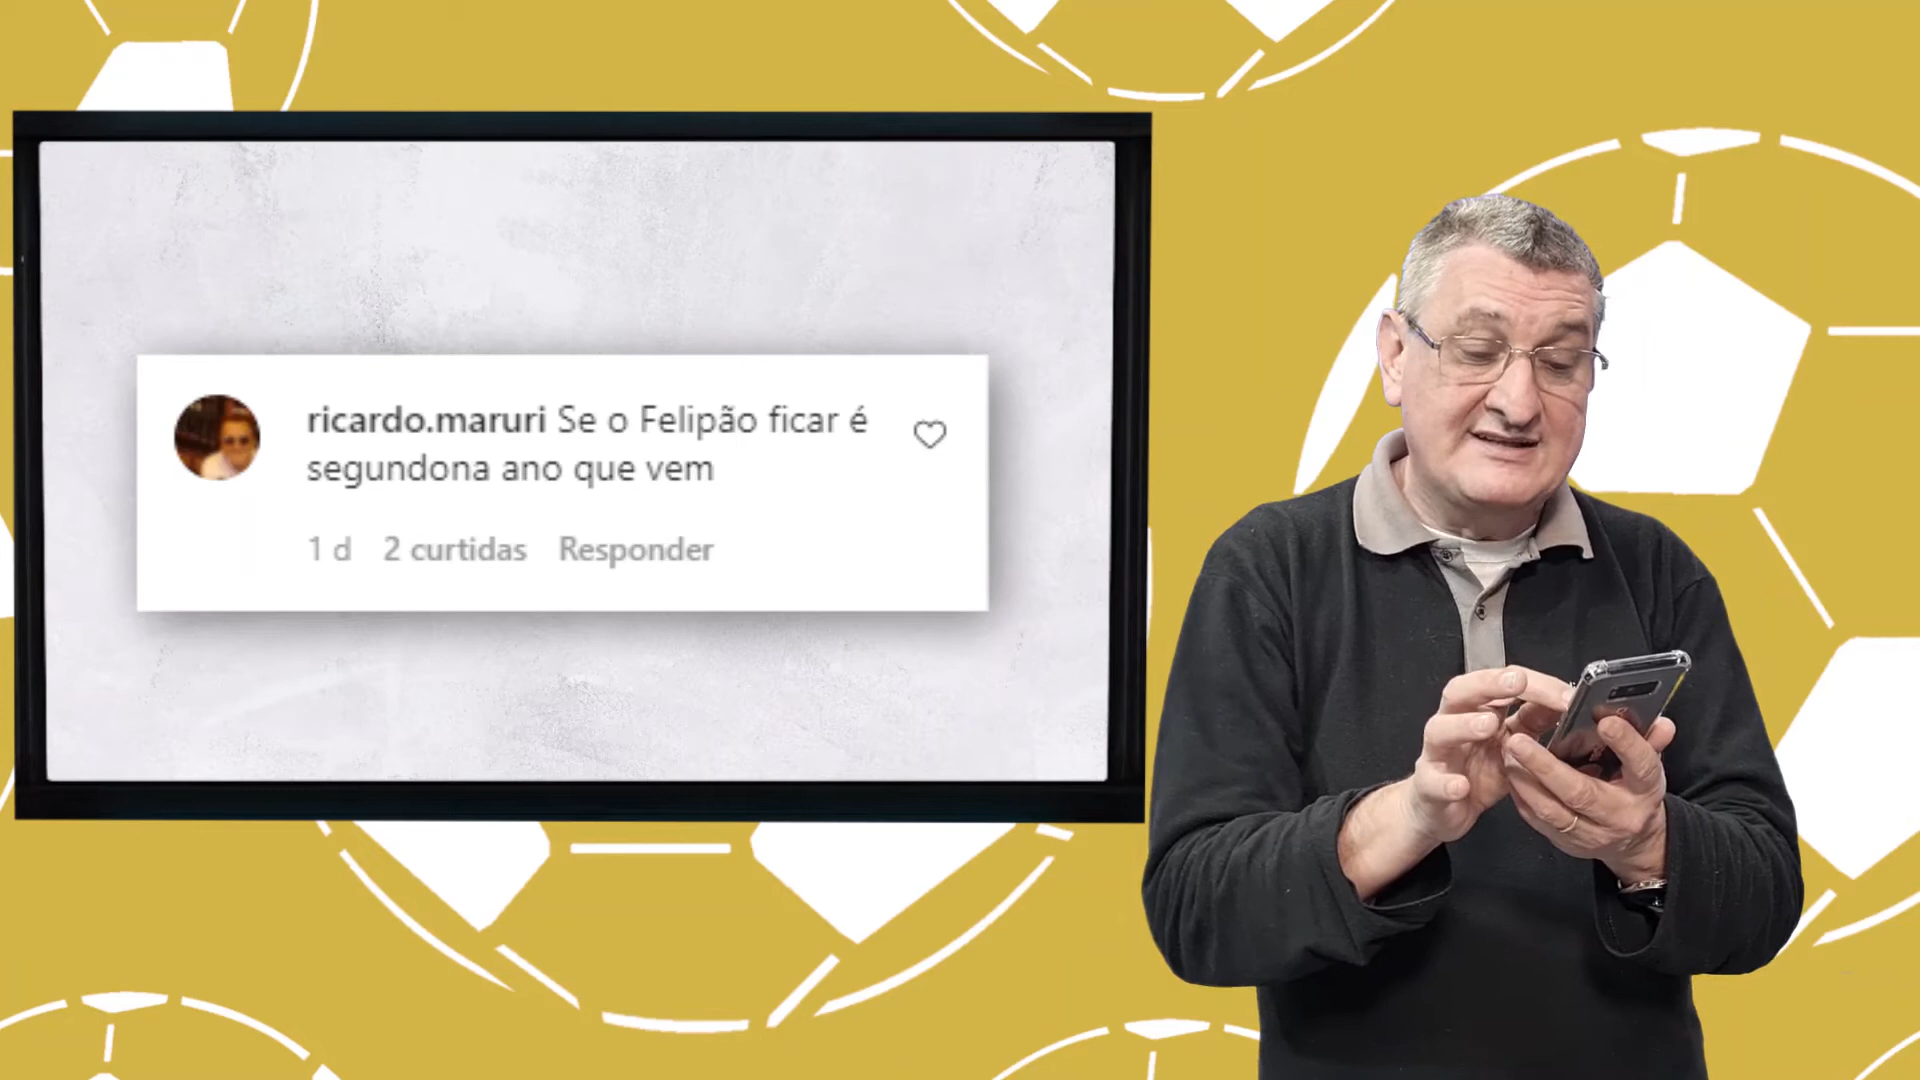 ricardo.maruri Se o Felipão ficar é
segundona ano que vem
1 d 2 curtidas Responder